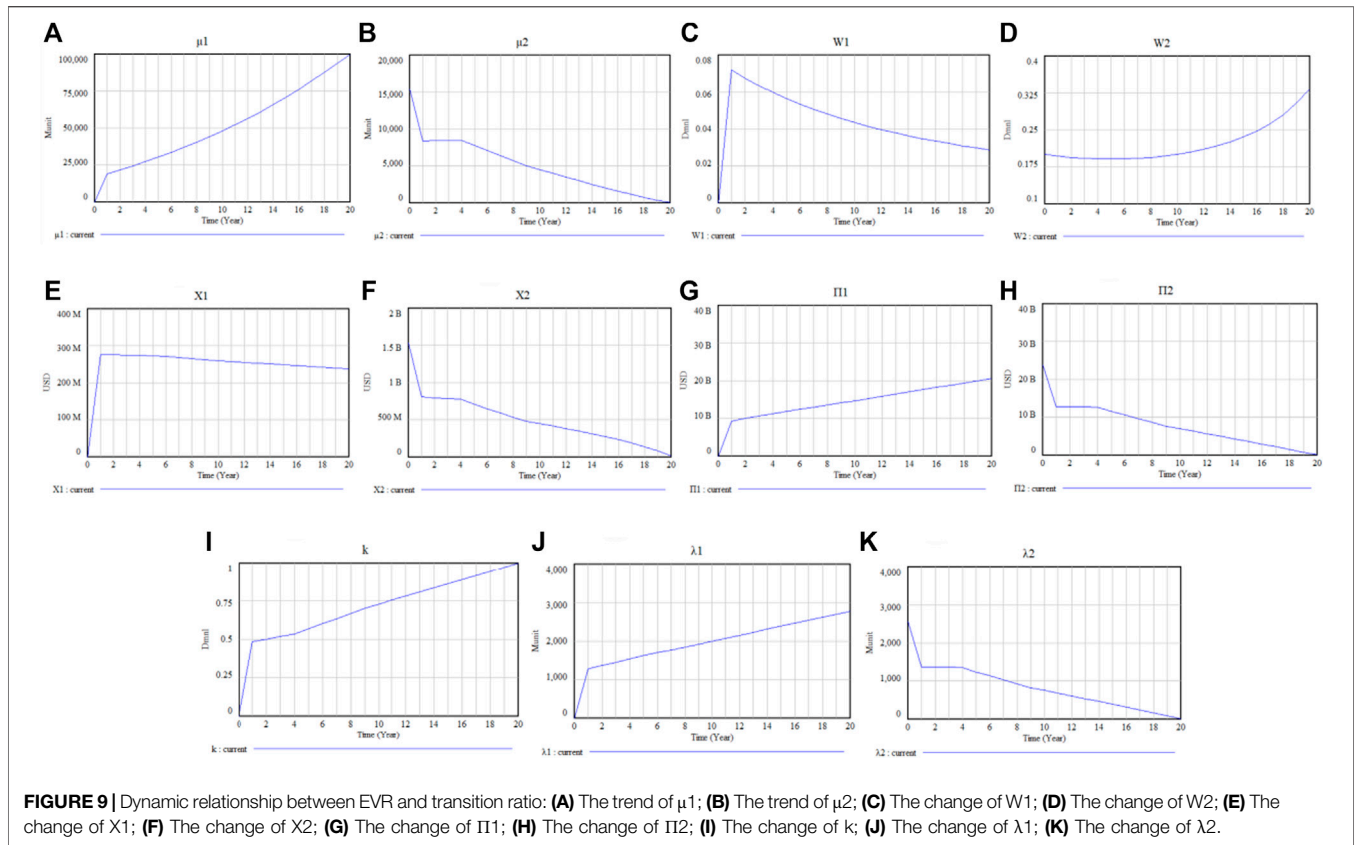 A
μ1
100,000
75,000
50,000
25,000
0
Munit
0 2 4 6 8 10 12 14 16 18 20
Time (Year)
μ1 : current
B
μ2
20,000
15,000
10,000
5,000
0
Munit
0 2 4 6 8 10 12 14 16 18 20
Time (Year)
μ2 : current
C
W1
0.08
0.06
0.04
0.02
0
Dmnl
0 2 4 6 8 10 12 14 16 18 20
Time (Year)
W1 : current
D
W2
0.4
0.325
0.25
0.175
0.1
Dmnl
0 2 4 6 8 10 12 14 16 18 20
Time (Year)
W2 : current
E
X1
400 M
300 M
200 M
100 M
0
USD
0 2 4 6 8 10 12 14 16 18 20
Time (Year)
X1 : current
F
X2
2 B
1.5 B
1 B
500 M
0
USD
0 2 4 6 8 10 12 14 16 18 20
Time (Year)
X2 : current
G
Π1
40 B
30 B
20 B
10 B
0
USD
0 2 4 6 8 10 12 14 16 18 20
Time (Year)
Π1 : current
H
Π2
40 B
30 B
20 B
10 B
0
USD
0 2 4 6 8 10 12 14 16 18 20
Time (Year)
Π2 : current
I
k
1
0.75
0.5
0.25
0
Dmnl
0 2 4 6 8 10 12 14 16 18 20
Time (Year)
k : current
J
λ1
4,000
3,000
2,000
1,000
0
Munit
0 2 4 6 8 10 12 14 16 18 20
Time (Year)
λ1 : current
K
λ2
4,000
3,000
2,000
1,000
0
Munit
0 2 4 6 8 10 12 14 16 18 20
Time (Year)
λ2 : current
FIGURE 9 | Dynamic relationship between EVR and transition ratio: (A) The trend of μ1; (B) The trend of μ2; (C) The change of W1; (D) The change of W2; (E) The
change of X1; (F) The change of X2; (G) The change of Π1; (H) The change of Π2; (I) The change of k; (J) The change of λ1; (K) The change of λ2.